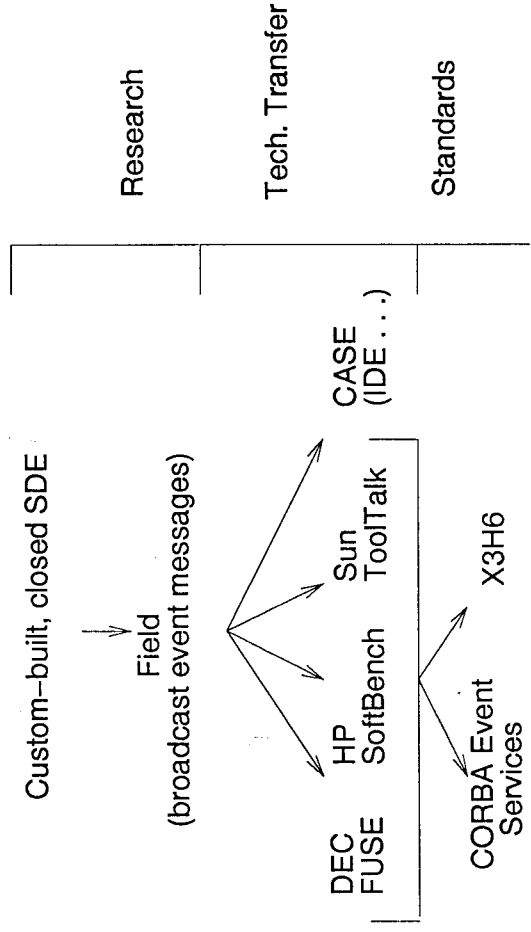 Custom-built, closed SDE
Field
(broadcast event messages)
DEC
FUSE
HP
SoftBench
Sun
ToolTalk
CASE
(IDE . . .)
CORBA Event
Services
X3H6
Research
Tech. Transfer
Standards